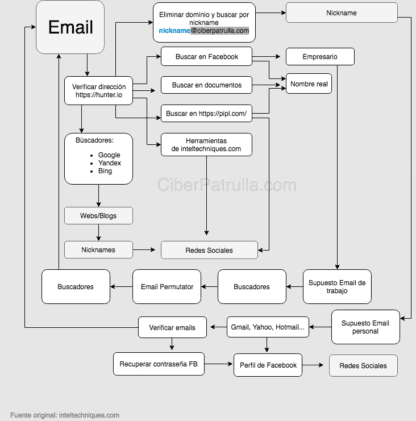 Email
Eliminar dominio y buscar por
nickname
nickname@ciberpatrulla.com
Nickname
Verificar dirección
https://hunter.io
Buscar en Facebook
Empresario
Buscar en documentos
Nombre real
Buscar en https://pipl.com/
Búscadores:
Google
Yandex
Bing
Herramientas
de inteltechniques.com
CiberPatrulla.com
Webs/Blogs
Nicknames
Redes Sociales
Buscadores
Email Permutator
Buscadores
Supuesto Email de
trabajo
Verificar emails
Gmail, Yahoo, Hotmail...
Supuesto Email
personal
Recuperar contraseña FB
Perfil de Facebook
Redes Sociales
Fuente original: inteltechniques.com